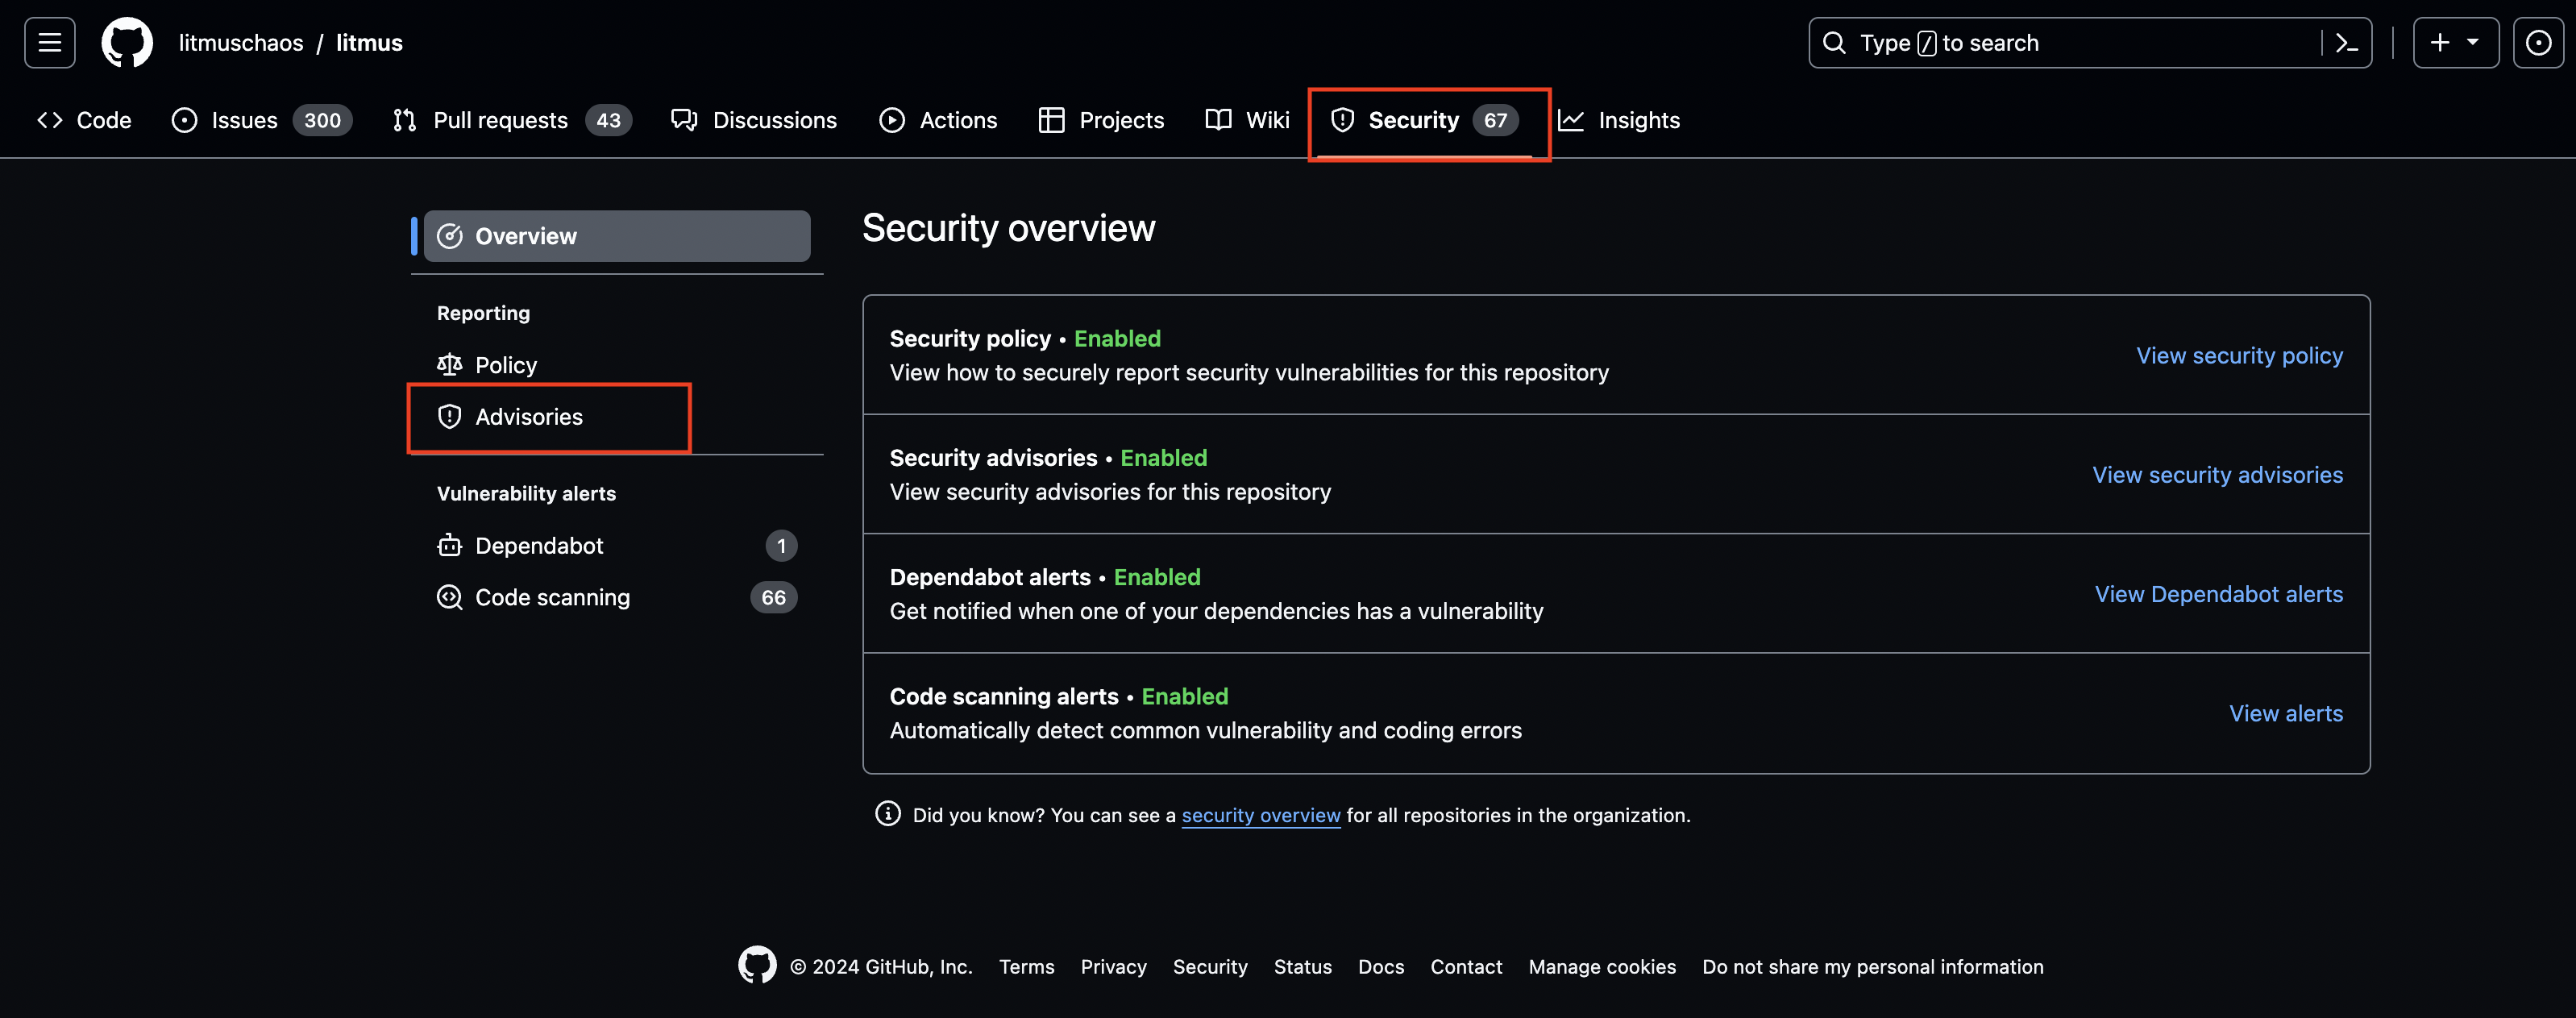 litmuschaos / litmus
Type / to search
Code
Issues 300
Pull requests 43
Discussions
Actions
Projects
Wiki
Security 67
Insights
Overview
Reporting
Policy
Advisories
Vulnerability alerts
Dependabot 1
Code scanning 66
Security overview
Security policy • Enabled
View how to securely report security vulnerabilities for this repository
View security policy
Security advisories • Enabled
View security advisories for this repository
View security advisories
Dependabot alerts • Enabled
Get notified when one of your dependencies has a vulnerability
View Dependabot alerts
Code scanning alerts • Enabled
Automatically detect common vulnerability and coding errors
View alerts
Did you know? You can see a security overview for all repositories in the organization.
© 2024 GitHub, Inc. Terms Privacy Security Status Docs Contact Manage cookies Do not share my personal information